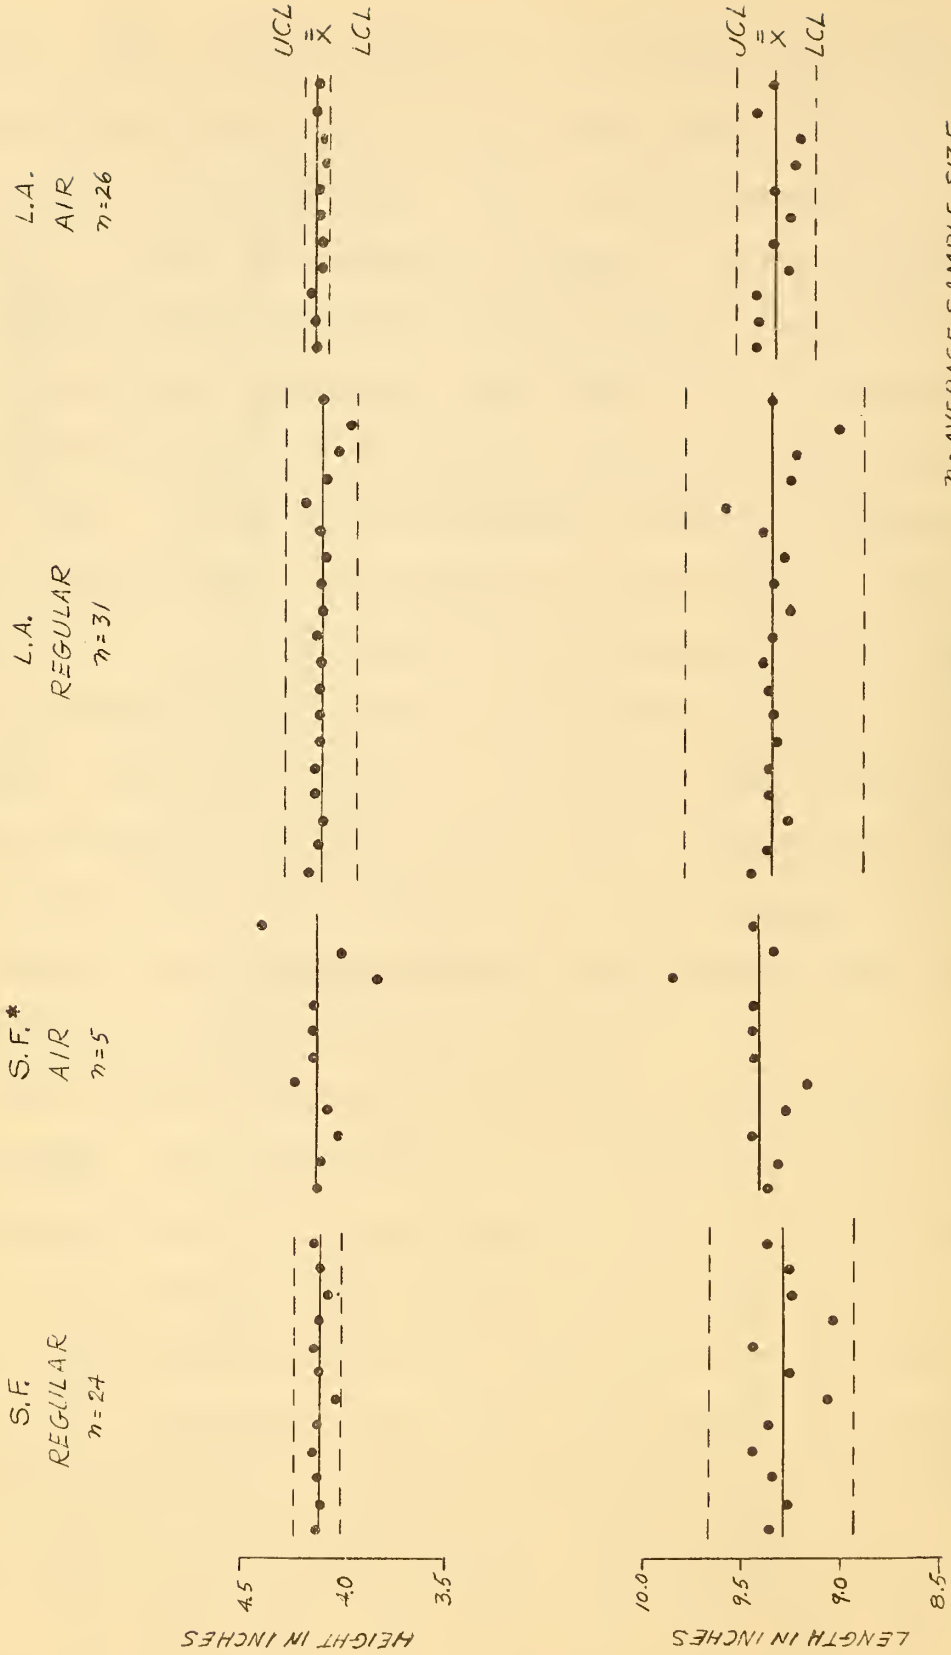 S.F.
REGULAR
n=24
S.F.*
AIR
n=5
L.A.
REGULAR
n=31
L.A.
AIR
n=26
HEIGHT IN INCHES
4.5
4.0
3.5
UCL
=
X
LCL
LENGTH IN INCHES
10.0
9.5
9.0
8.5
UCL
=
X
LCL
n= AVERAGE SAMPLE SIZE